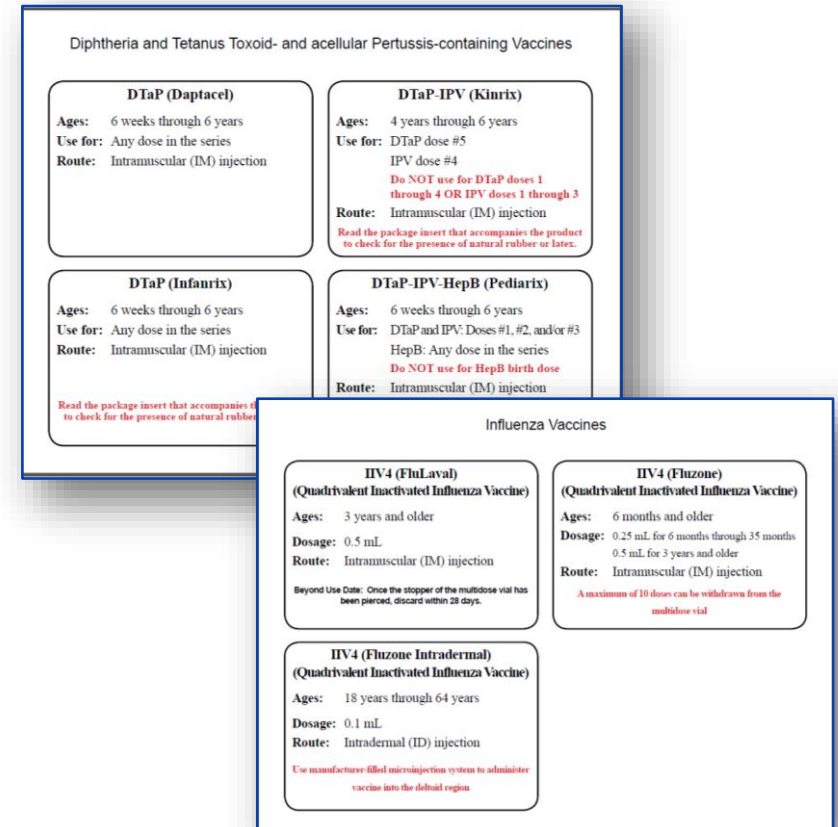 Diphtheria and Tetanus Toxoid- and acellular Pertussis-containing Vaccines
DTaP (Daptacel)
Ages: 6 weeks through 6 years
Use for: Any dose in the series
Route: Intramuscular (IM) injection
DTaP-IPV (Kinrix)
Ages: 4 years through 6 years
Use for: DTaP dose #5
IPV dose #4
Do NOT use for DTaP doses 1
through 4 OR IPV doses 1 through 3
Route: Intramuscular (IM) injection
Read the package insert that accompanies the product
to check for the presence of natural rubber or latex.
DTaP (Infanrix)
Ages: 6 weeks through 6 years
Use for: Any dose in the series
Route: Intramuscular (IM) injection
Read the package insert that accompanies
to check for the presence of natural rubber
DTaP-IPV-HepB (Pediarix)
Ages: 6 weeks through 6 years
Use for: DTaP and IPV: Doses #1, #2, and/or #3
HepB: Any dose in the series
Do NOT use for HepB birth dose
Route: Intramuscular (IM) injection
Influenza Vaccines
IIV4 (FluLaval)
(Quadrivalent Inactivated Influenza Vaccine)
Ages: 3 years and older
Dosage: 0.5 mL
Route: Intramuscular (IM) injection
Beyond Use Date: Once the stopper of the multidose vial has
been pierced, discard within 28 days.
IIV4 (Fluzone)
(Quadrivalent Inactivated Influenza Vaccine)
Ages: 6 months and older
Dosage: 0.25 mL for 6 months through 35 months
0.5 mL for 3 years and older
Route: Intramuscular (IM) injection
A maximum of 10 doses can be withdrawn from the
multidose vial
IIV4 (Fluzone Intradermal)
(Quadrivalent Inactivated Influenza Vaccine)
Ages: 18 years through 64 years
Dosage: 0.1 mL
Route: Intradermal (ID) injection
Use manufacturer-filled microinjection system to administer
vaccine into the deltoid region